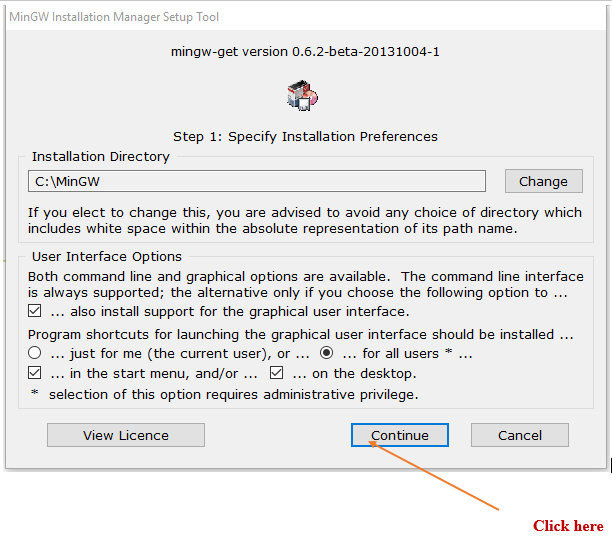 MinGW Installation Manager Setup Tool
mingw-get version 0.6.2-beta-20131004-1
Step 1: Specify Installation Preferences
Installation Directory
C:\MinGW
Change
If you elect to change this, you are advised to avoid any choice of directory which
includes white space within the absolute representation of its path name.
User Interface Options
Both command line and graphical options are available. The command line interface
is always supported; the alternative only if you choose the following option to ...
... also install support for the graphical user interface.
Program shortcuts for launching the graphical user interface should be installed ...
... just for me (the current user), or ... ... for all users * ...
... in the start menu, and/or ... ... on the desktop.
* selection of this option requires administrative privilege.
View Licence Continue Cancel
Click here